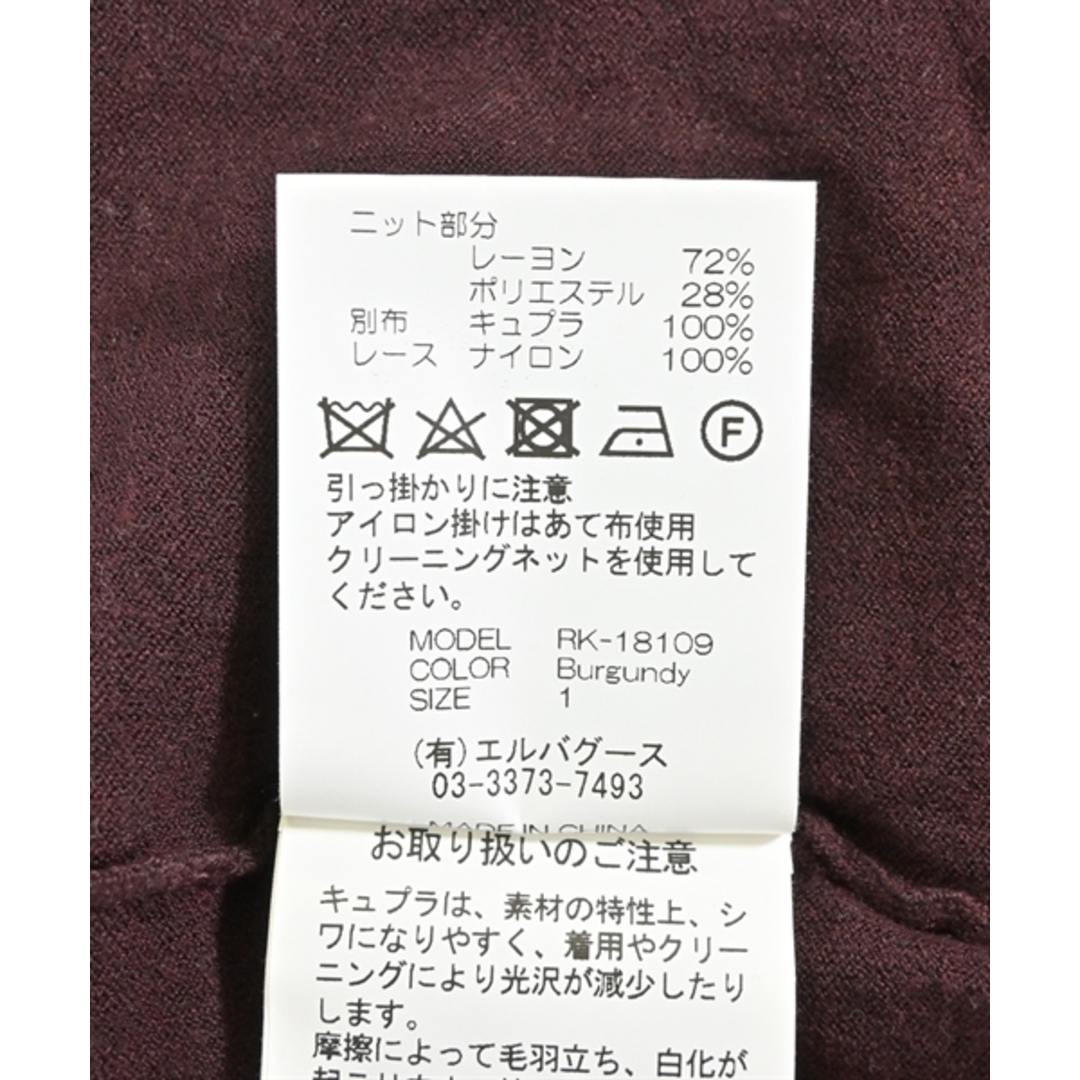 ニット部分
レーヨン 72%
ポリエステル 28%
別布 キュプラ 100%
レース ナイロン 100%
F
引っ掛かりに注意
アイロン掛けはあて布使用
クリーニングネットを使用して
ください。
MODEL RK-18109
COLOR Burgundy
SIZE 1
(有)エルバグース
03-3373-7493
MADE IN CHINA
お取り扱いのご注意
キュプラは、素材の特性上、シ
ワになりやすく、着用やクリー
ニングにより光沢が減少したり
します。
摩擦によって毛羽立ち、白化が